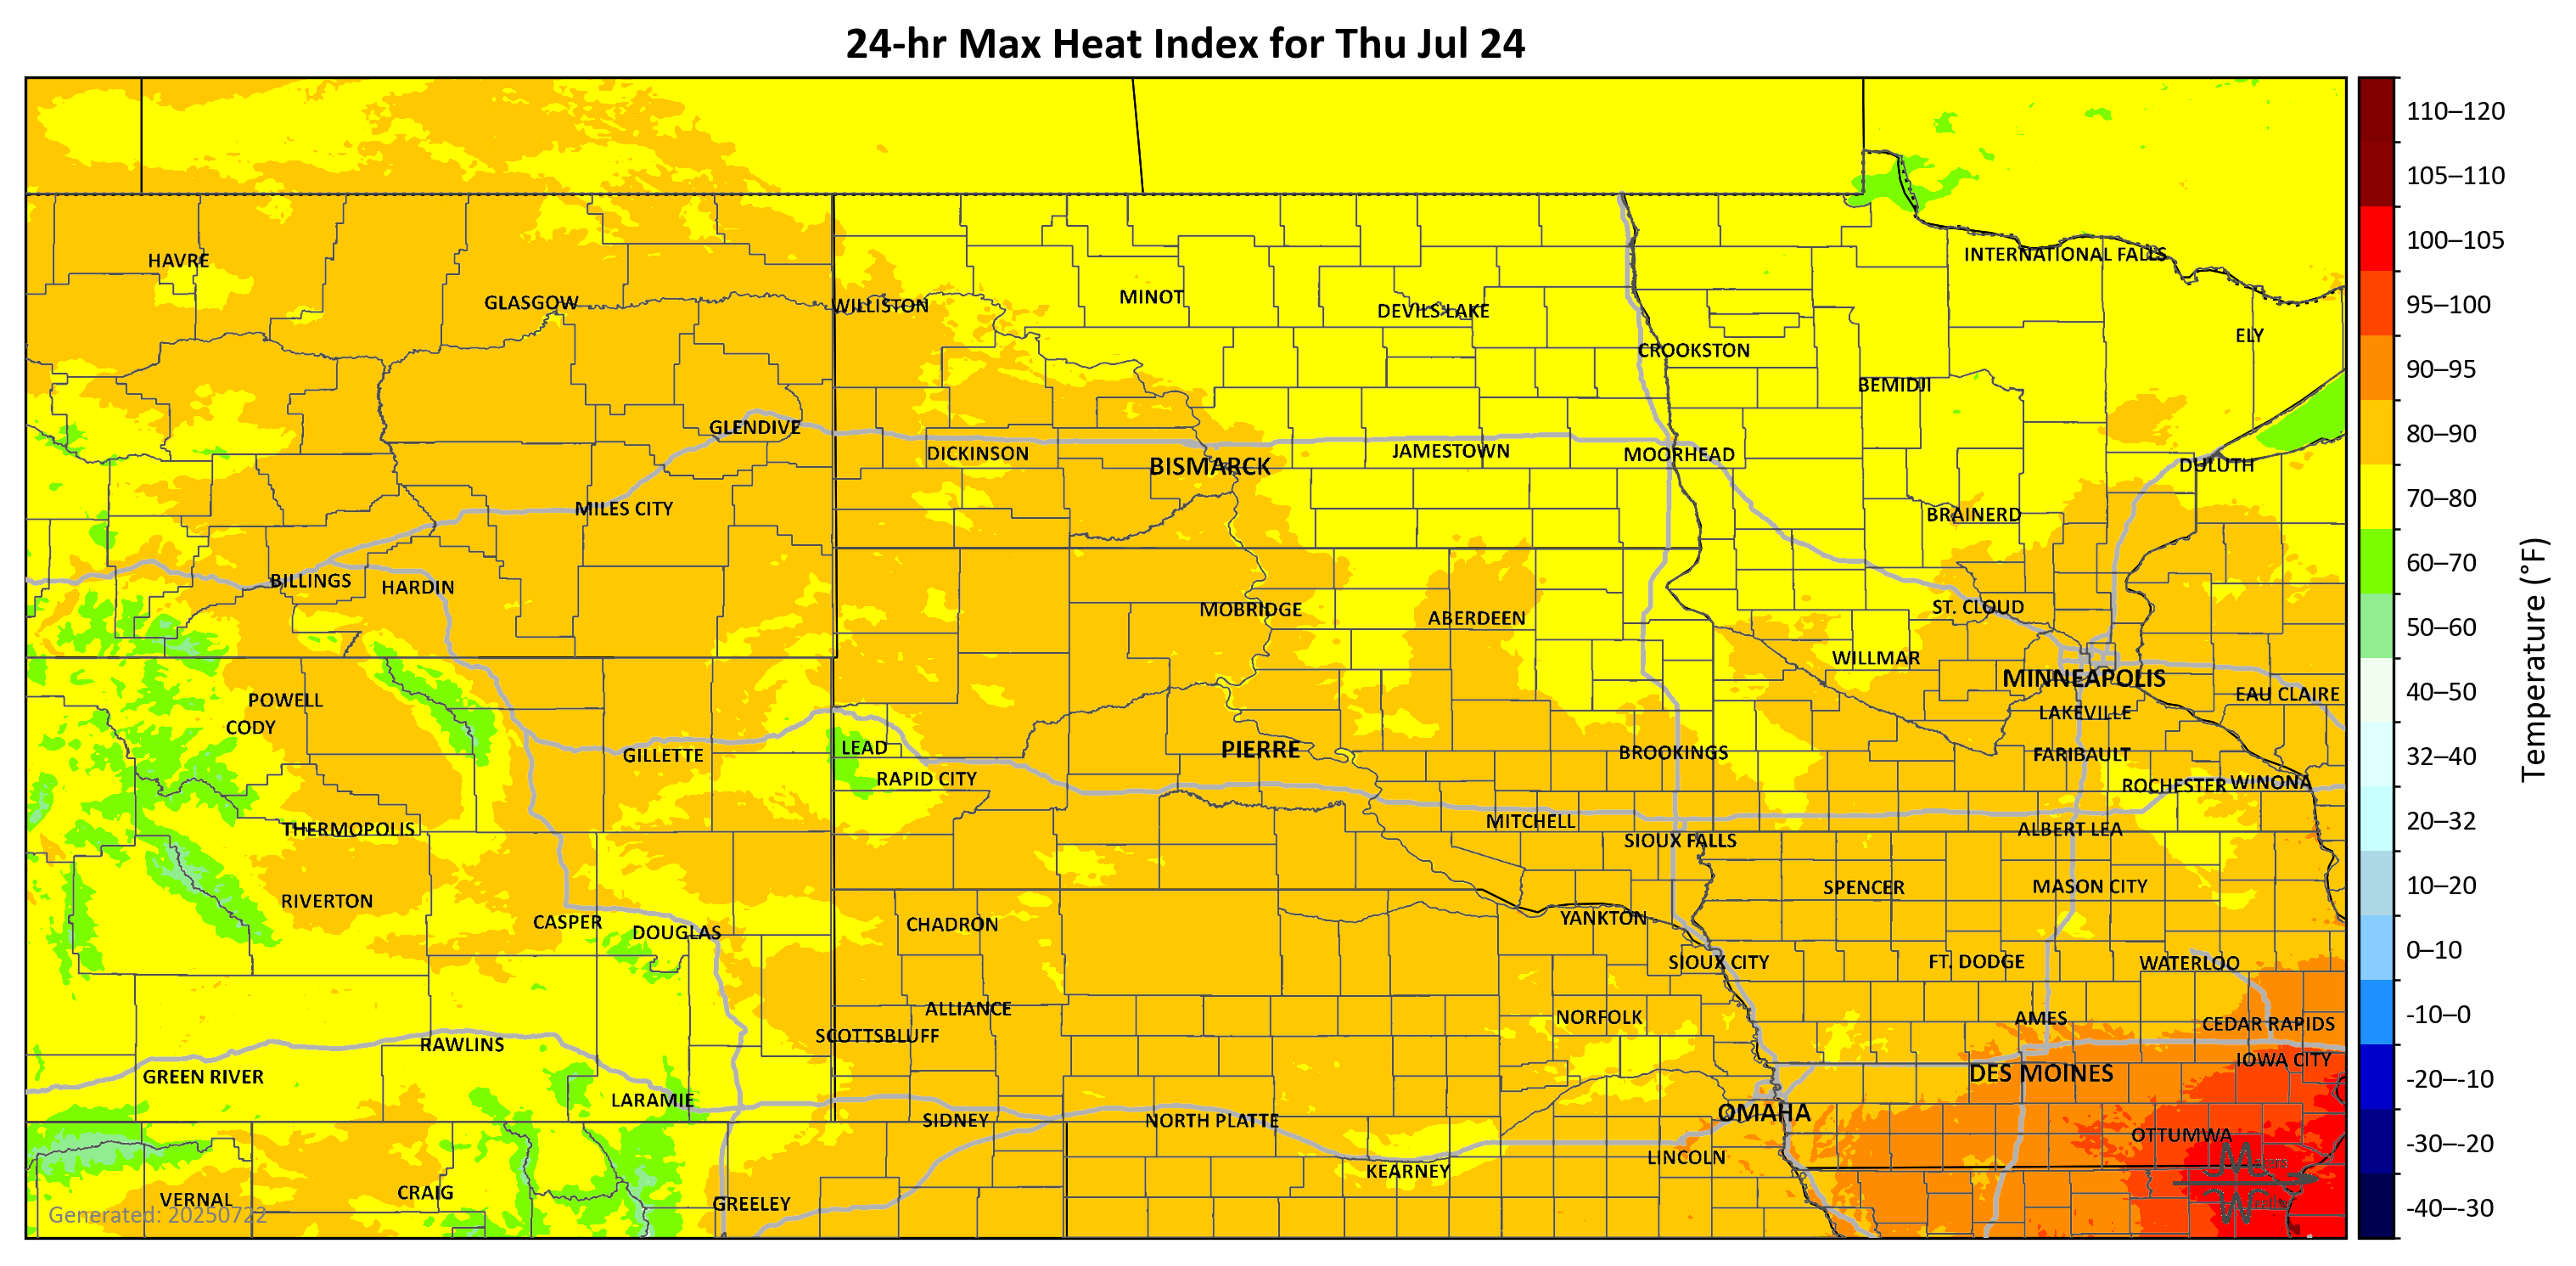 24-hr Max Heat Index for Thu Jul 24
110–120
105–110
100–105
95–100
90–95
80–90
70–80
60–70
50–60
40–50
32–40
20–32
10–20
0–10
-10–0
-20–-10
-30–-20
-40–-30
Temperature (°F)
INTERNATIONAL FALLS
HAVRE
GLASGOW
WILLISTON
MINOT
DEVILS LAKE
ELY
CROOKSTON
BEMIDJI
GLENDIVE
DICKINSON
BISMARCK
JAMESTOWN
MOORHEAD
DULUTH
MILES CITY
BRAINERD
BILLINGS
HARDIN
MOBRIDGE
ABERDEEN
ST. CLOUD
WILLMAR
MINNEAPOLIS
EAU CLAIRE
POWELL
CODY
LAKEVILLE
GILLETTE
LEAD
RAPID CITY
PIERRE
BROOKINGS
FARIBAULT
ROCHESTER
WINONA
THERMOPOLIS
MITCHELL
SIOUX FALLS
ALBERT LEA
RIVERTON
SPENCER
MASON CITY
CASPER
DOUGLAS
CHADRON
YANKTON
SIOUX CITY
FT. DODGE
WATERLOO
ALLIANCE
SCOTTSBLUFF
NORFOLK
AMES
CEDAR RAPIDS
RAWLINS
GREEN RIVER
DES MOINES
IOWA CITY
LARAMIE
SIDNEY
NORTH PLATTE
OMAHA
OTTUMWA
LINCOLN
KEARNEY
VERNAL
CRAIG
GREELEY
Generated: 20250722